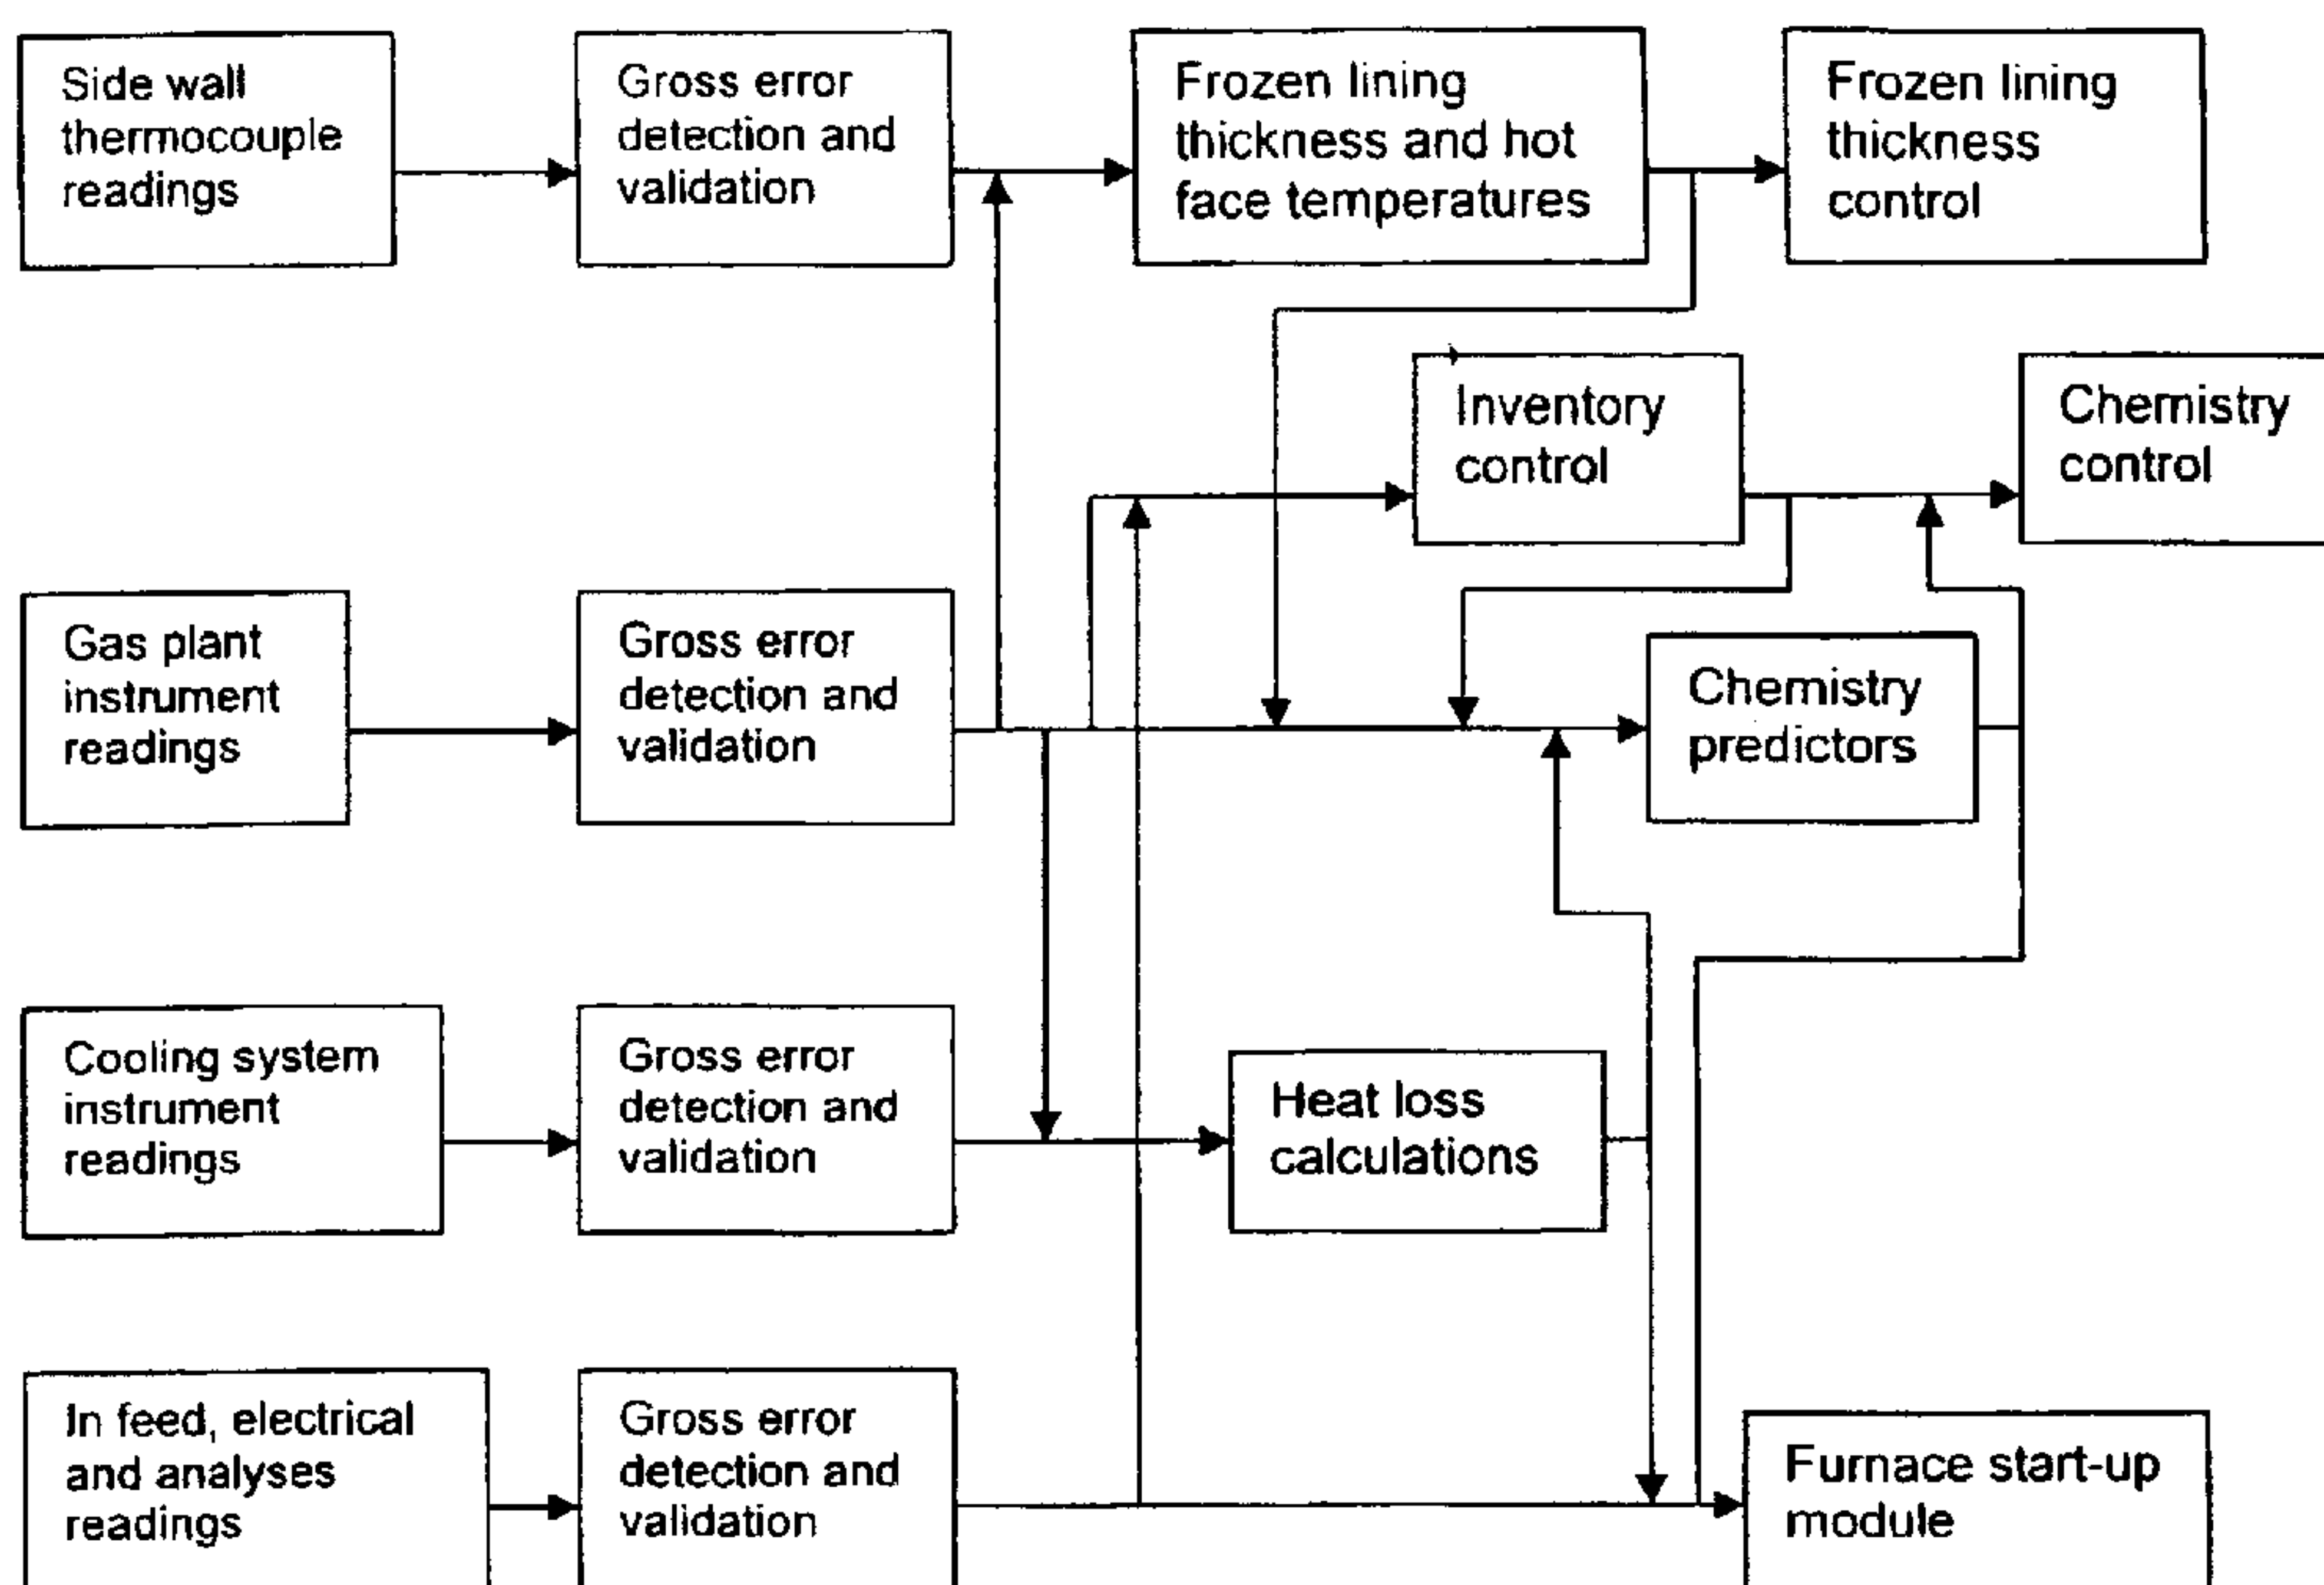 Side wall
thermocouple
readings
Gross error
detection and
validation
Frozen lining
thickness and hot
face temperatures
Frozen lining
thickness
control
Inventory
control
Chemistry
control
Gas plant
instrument
readings
Gross error
detection and
validation
Chemistry
predictors
Cooling system
instrument
readings
Gross error
detection and
validation
Heat loss
calculations
In feed, electrical
and analyses
readings
Gross error
detection and
validation
Furnace start-up
module